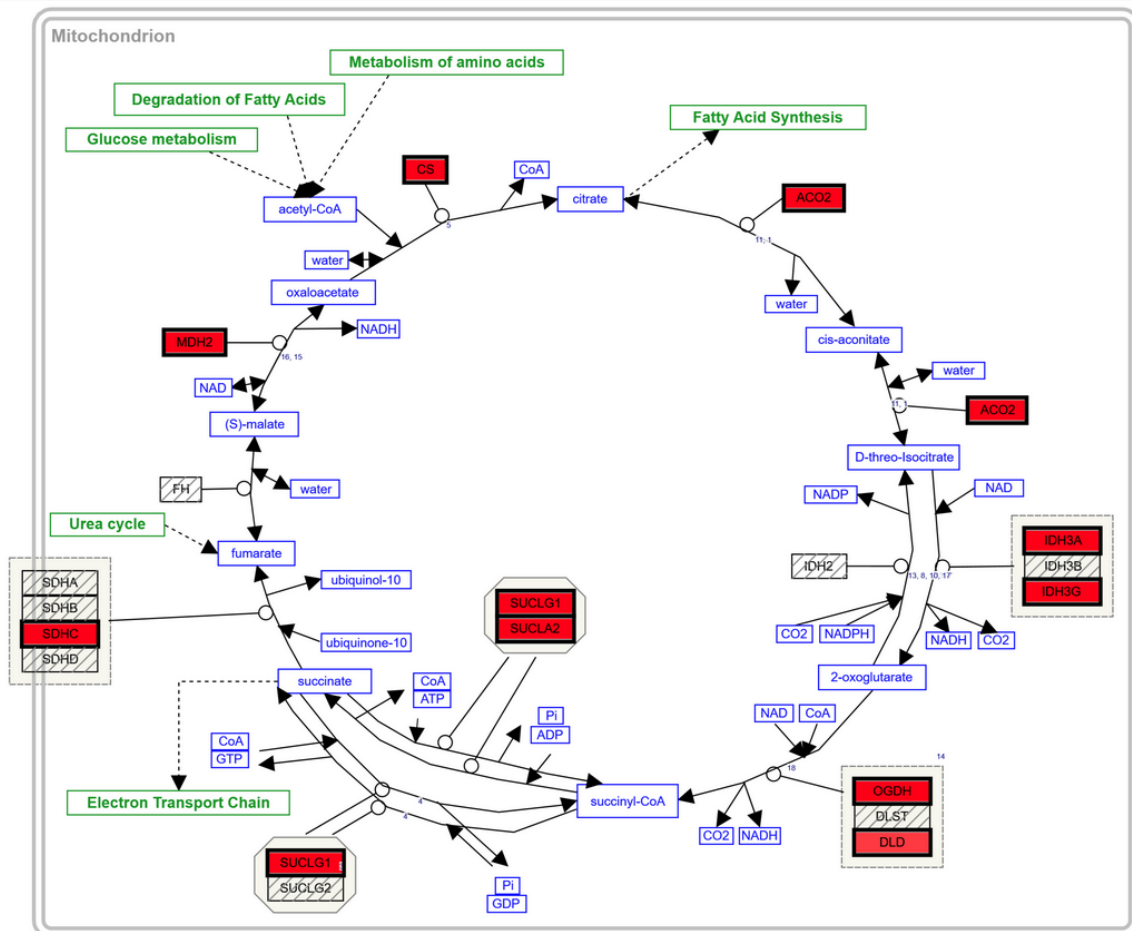 Mitochondrion
Metabolism of amino acids
Degradation of Fatty Acids
Glucose metabolism
Fatty Acid Synthesis
CS
CoA
citrate
ACO2
acetyl-CoA
5
11, 1
water
oxaloacetate
water
NADH
MDH2
cis-aconitate
16, 15
NAD
water
11, 1
ACO2
(S)-malate
D-threo-Isocitrate
FH
water
NADP
NAD
Urea cycle
fumarate
IDH3A
IDH3B
IDH3G
IDH2
13, 8, 10, 17
SDHA
SDHB
SDHC
SDHD
ubiquinol-10
SUCLG1
SUCLA2
CO2
NADPH
NADH
CO2
ubiquinone-10
succinate
2-oxoglutarate
CoA
ATP
Pi
ADP
NAD
CoA
CoA
GTP
14
18
Electron Transport Chain
4
4
succinyl-CoA
OGDH
DLST
DLD
CO2
NADH
SUCLG1
SUCLG2
Pi
GDP